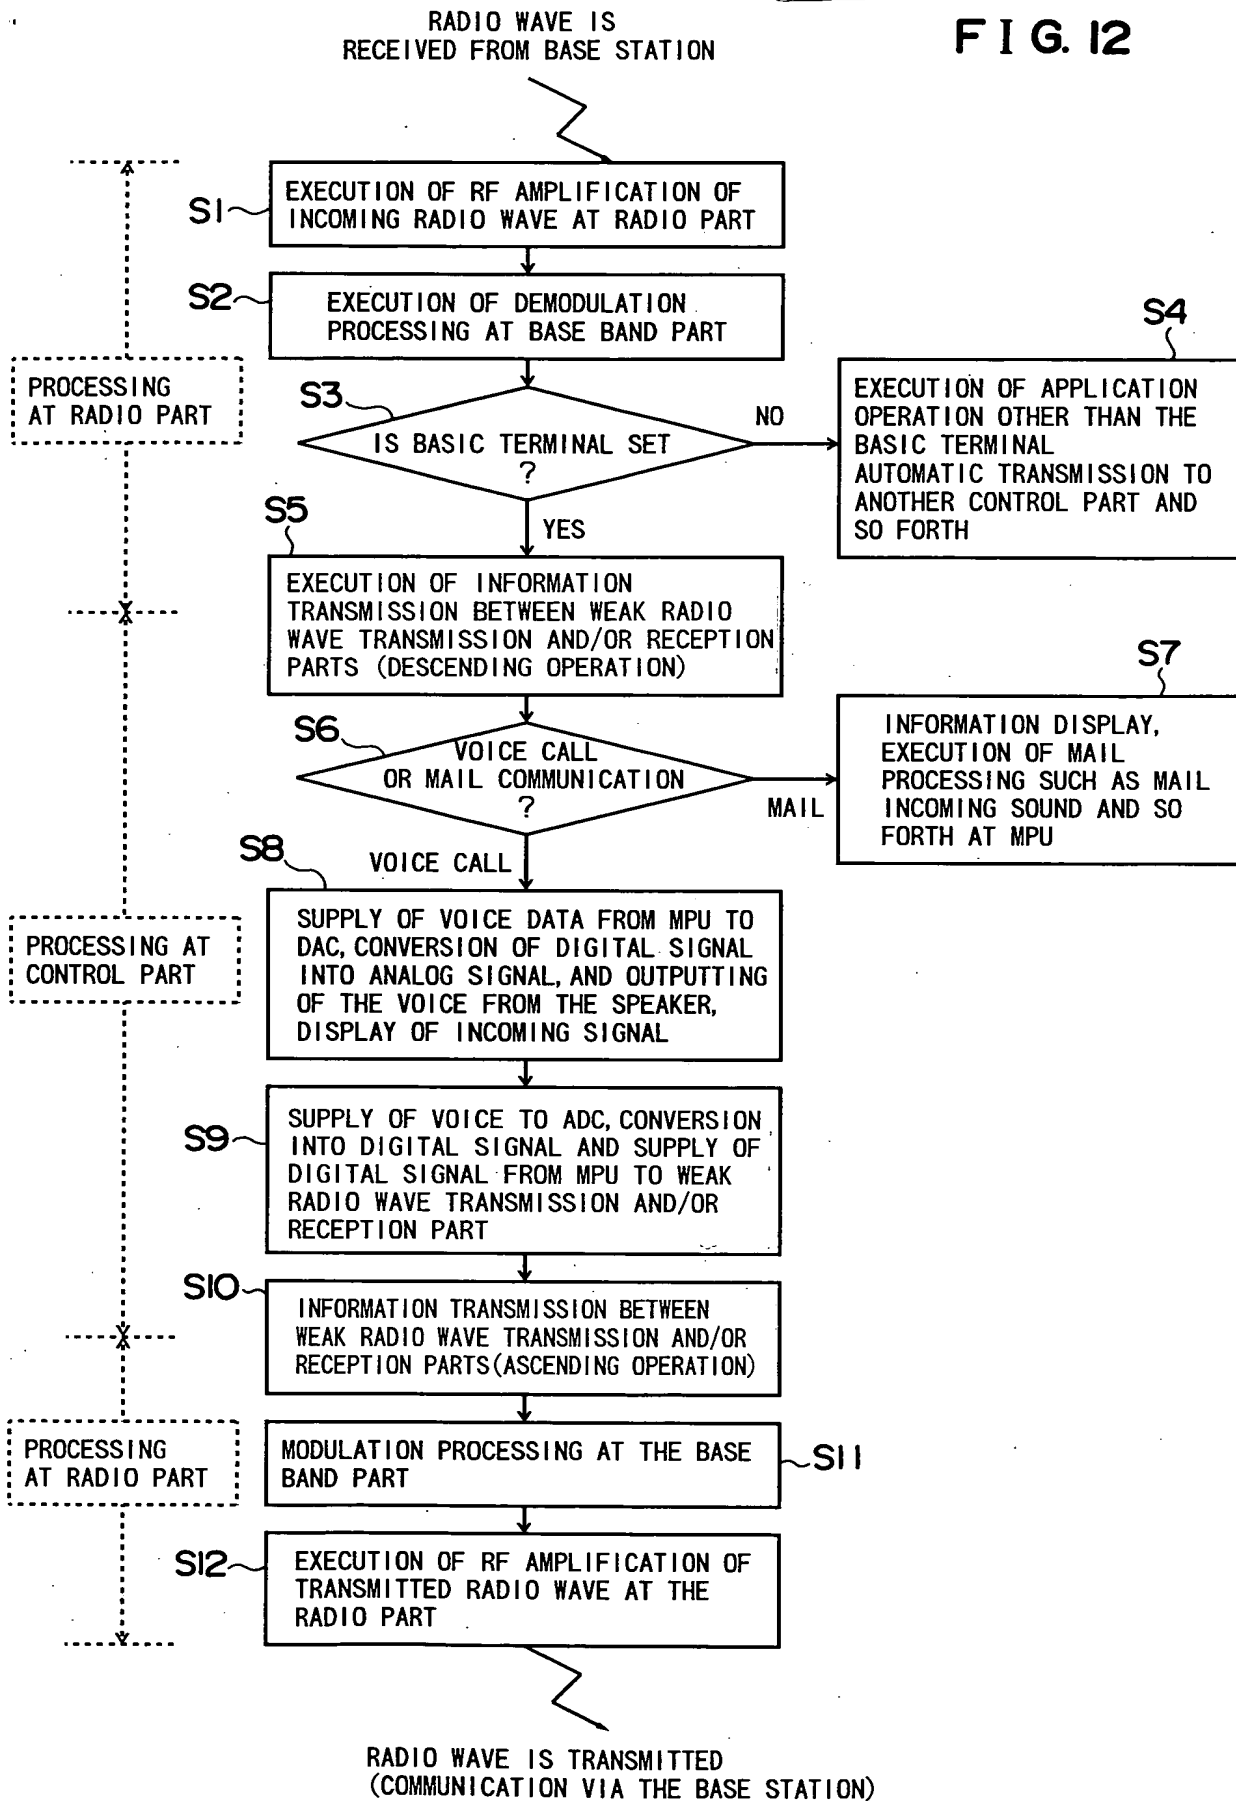 RADIO WAVE IS
RECEIVED FROM BASE STATION
FIG. 12
S1
EXECUTION OF RF AMPLIFICATION OF
INCOMING RADIO WAVE AT RADIO PART
S2
EXECUTION OF DEMODULATION
PROCESSING AT BASE BAND PART
PROCESSING
AT RADIO PART
S3
IS BASIC TERMINAL SET
?
NO
YES
S4
EXECUTION OF APPLICATION
OPERATION OTHER THAN THE
BASIC TERMINAL
AUTOMATIC TRANSMISSION TO
ANOTHER CONTROL PART AND
SO FORTH
S5
EXECUTION OF INFORMATION
TRANSMISSION BETWEEN WEAK RADIO
WAVE TRANSMISSION AND/OR RECEPTION
PARTS (DESCENDING OPERATION)
S6
VOICE CALL
OR MAIL COMMUNICATION
?
MAIL
VOICE CALL
S7
INFORMATION DISPLAY,
EXECUTION OF MAIL
PROCESSING SUCH AS MAIL
INCOMING SOUND AND SO
FORTH AT MPU
S8
SUPPLY OF VOICE DATA FROM MPU TO
DAC, CONVERSION OF DIGITAL SIGNAL
INTO ANALOG SIGNAL, AND OUTPUTTING
OF THE VOICE FROM THE SPEAKER,
DISPLAY OF INCOMING SIGNAL
PROCESSING AT
CONTROL PART
S9
SUPPLY OF VOICE TO ADC, CONVERSION
INTO DIGITAL SIGNAL AND SUPPLY OF
DIGITAL SIGNAL FROM MPU TO WEAK
RADIO WAVE TRANSMISSION AND/OR
RECEPTION PART
S10
INFORMATION TRANSMISSION BETWEEN
WEAK RADIO WAVE TRANSMISSION AND/OR
RECEPTION PARTS (ASCENDING OPERATION)
PROCESSING
AT RADIO PART
MODULATION PROCESSING AT THE BASE
BAND PART
S11
S12
EXECUTION OF RF AMPLIFICATION OF
TRANSMITTED RADIO WAVE AT THE
RADIO PART
RADIO WAVE IS TRANSMITTED
(COMMUNICATION VIA THE BASE STATION)